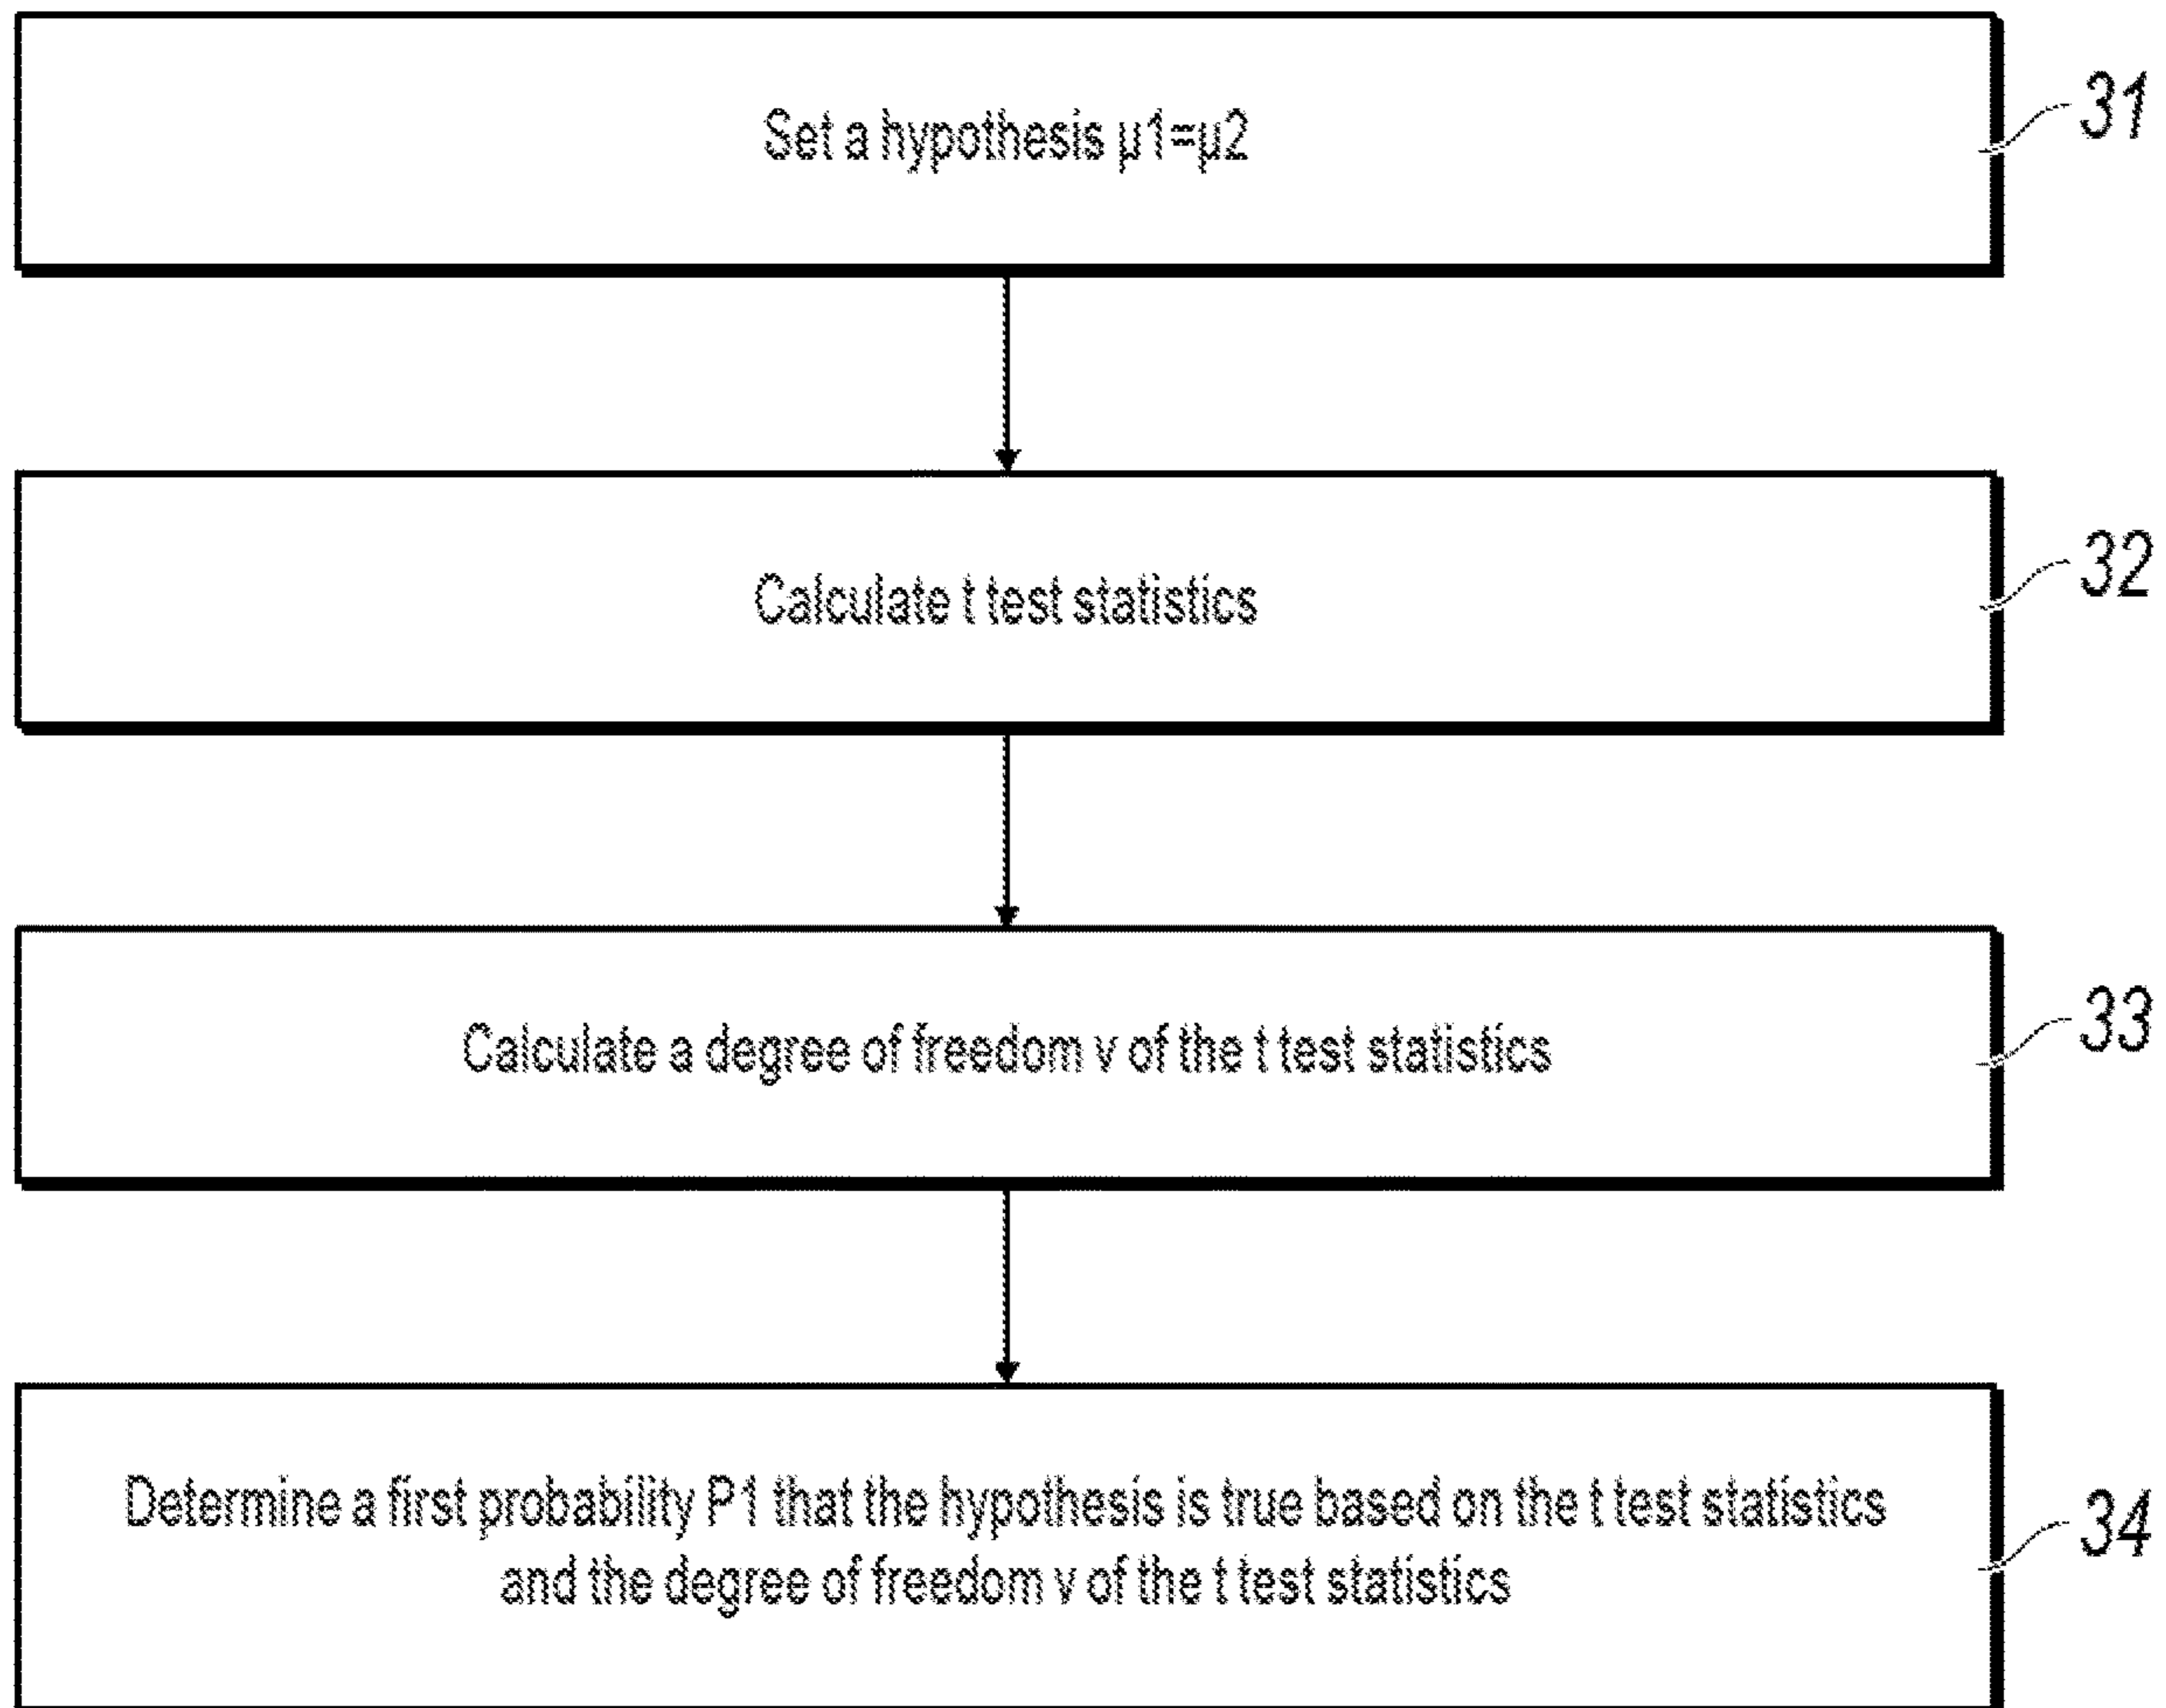 Set a hypothesis µ1=µ2
31
Calculate t test statistics
32
Calculate a degree of freedom v of the t test statistics
33
Determine a first probability P1 that the hypothesis is true based on the t test statistics
and the degree of freedom v of the t test statistics
34